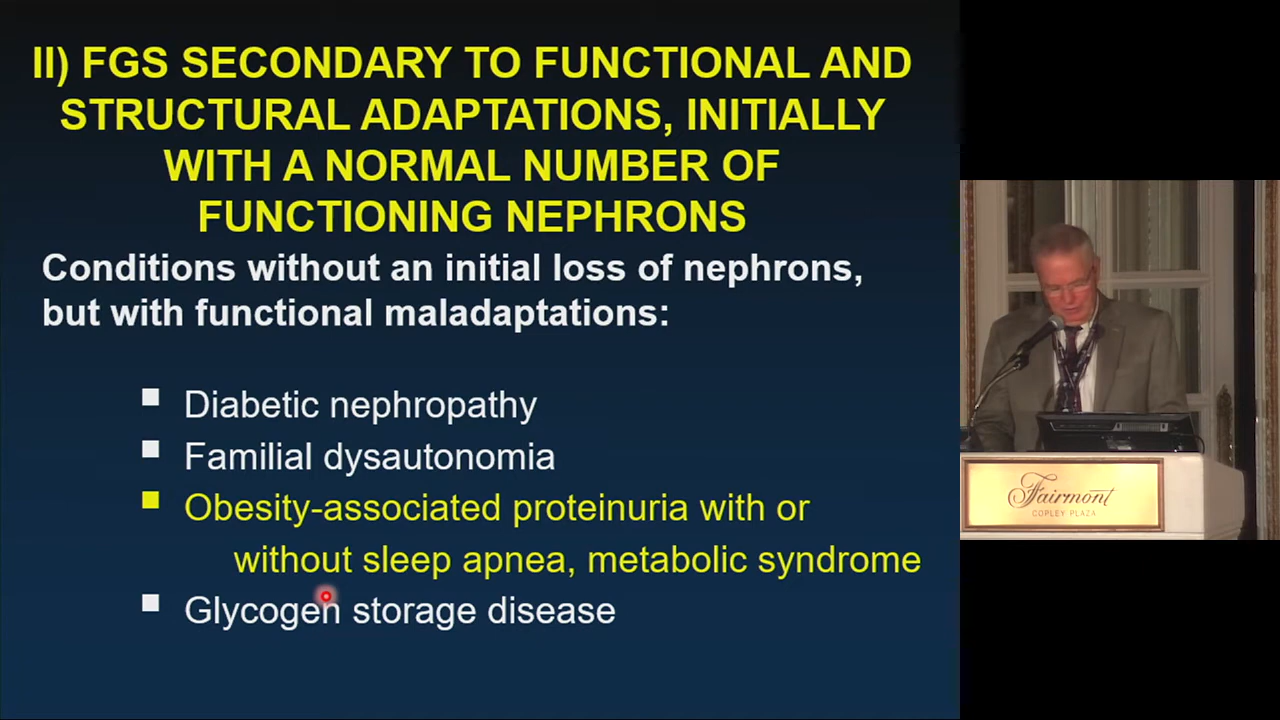 II) FGS SECONDARY TO FUNCTIONAL AND
STRUCTURAL ADAPTATIONS, INITIALLY
WITH A NORMAL NUMBER OF
FUNCTIONING NEPHRONS
Conditions without an initial loss of nephrons,
but with functional maladaptations:
Diabetic nephropathy
Familial dysautonomia
Obesity-associated proteinuria with or
without sleep apnea, metabolic syndrome
Glycogen storage disease
Fairmont
COPLEY PLAZA